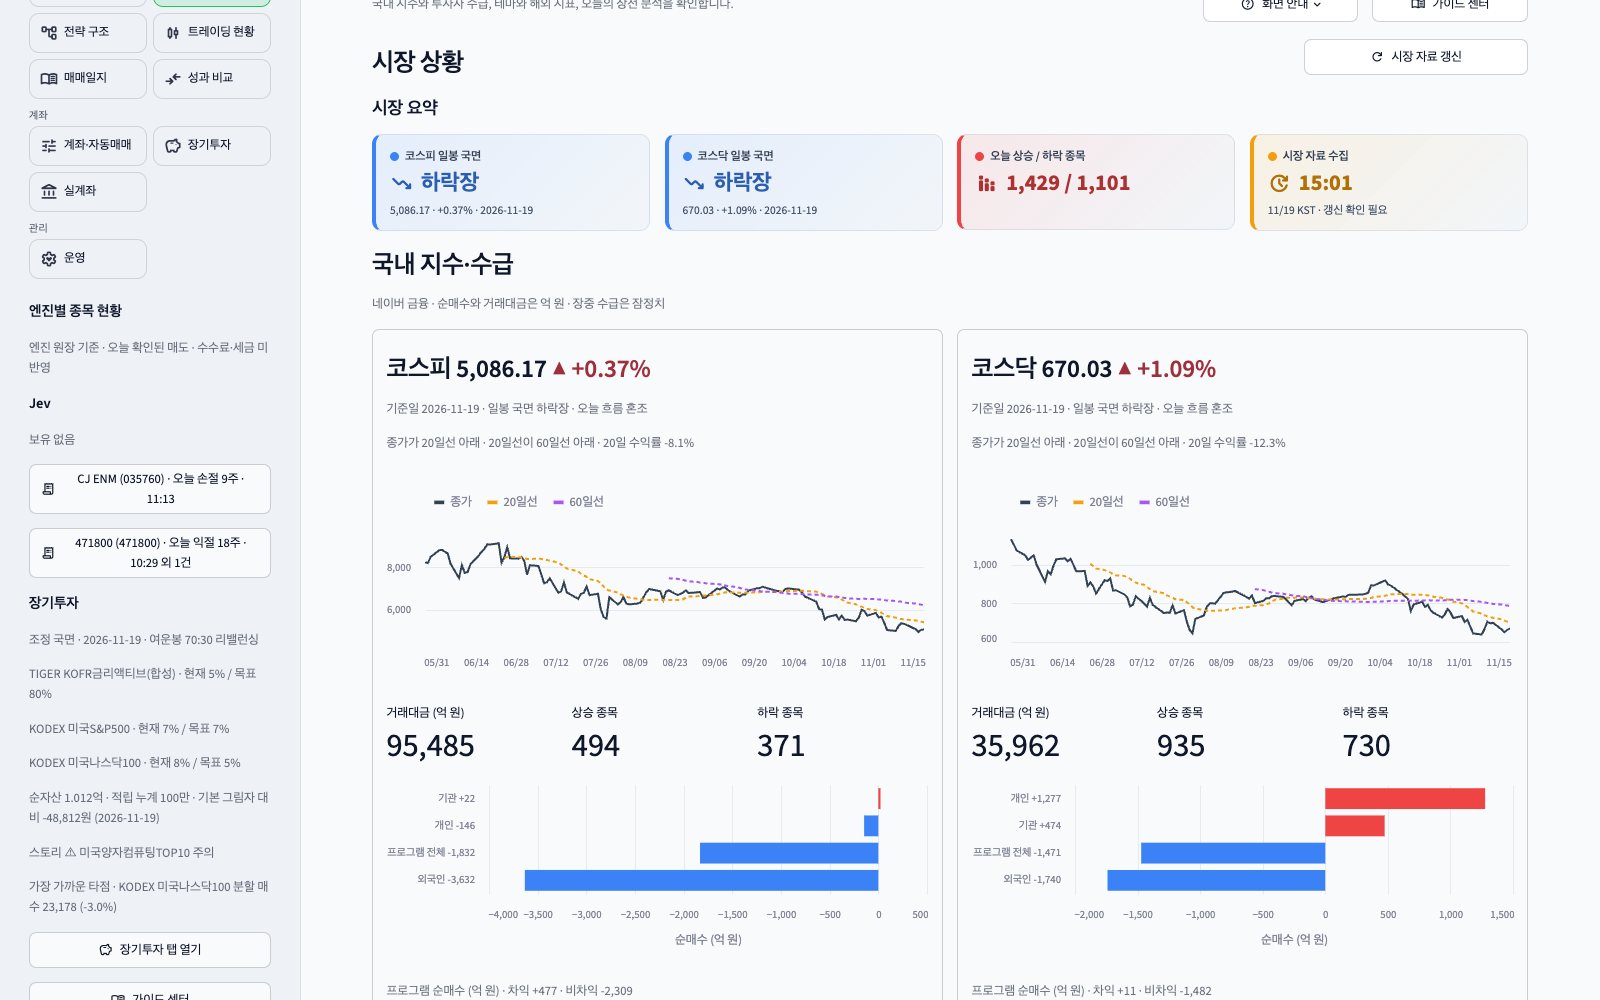 전략 구조
트레이딩 현황
매매일지
성과 비교
계좌
계좌·자동매매
장기투자
실계좌
관리
운영
엔진별 종목 현황
엔진 원장 기준 · 오늘 확인된 매도 · 수수료·세금 미
반영
Jev
보유 없음
CJ ENM (035760) · 오늘 손절 9주 ·
11:13
471800 (471800) · 오늘 익절 18주 ·
10:29 외 1건
장기투자
조정 국면 · 2026-11-19 · 여운봉 70:30 리밸런싱
TIGER KOFR금리액티브(합성) · 현재 5% / 목표
80%
KODEX 미국S&P500 · 현재 7% / 목표 7%
KODEX 미국나스닥100 · 현재 8% / 목표 5%
순자산 1.012억 · 적립 누계 100만 · 기본 그림자 대
비 -48,812원 (2026-11-19)
스토리 ⚠ 미국양자컴퓨팅TOP10 주의
가장 가까운 타점 · KODEX 미국나스닥100 분할 매
수 23,178 (-3.0%)
장기투자 탭 열기
가이드 센터
국내 지수와 투자자 수급, 테마와 해외 지표, 오늘의 장전 분석을 확인합니다.
화면 안내
가이드 센터
시장 상황
시장 자료 갱신
시장 요약
코스피 일봉 국면
하락장
5,086.17 · +0.37% · 2026-11-19
코스닥 일봉 국면
하락장
670.03 · +1.09% · 2026-11-19
오늘 상승 / 하락 종목
1,429 / 1,101
시장 자료 수집
15:01
11/19 KST · 갱신 확인 필요
국내 지수·수급
네이버 금융 · 순매수와 거래대금은 억 원 · 장중 수급은 잠정치
코스피 5,086.17 ▲ +0.37%
기준일 2026-11-19 · 일봉 국면 하락장 · 오늘 흐름 혼조
종가가 20일선 아래 · 20일선이 60일선 아래 · 20일 수익률 -8.1%
종가 20일선 60일선
8,000
6,000
05/31 06/14 06/28 07/12 07/26 08/09 08/23 09/06 09/20 10/04 10/18 11/01 11/15
거래대금 (억 원) 상승 종목 하락 종목
95,485 494 371
기관 +22
개인 -146
프로그램 전체 -1,832
외국인 -3,632
−4,000 −3,500 −3,000 −2,500 −2,000 −1,500 −1,000 −500 0 500
순매수 (억 원)
프로그램 순매수 (억 원) · 차익 +477 · 비차익 -2,309
코스닥 670.03 ▲ +1.09%
기준일 2026-11-19 · 일봉 국면 하락장 · 오늘 흐름 혼조
종가가 20일선 아래 · 20일선이 60일선 아래 · 20일 수익률 -12.3%
종가 20일선 60일선
1,000
800
600
05/31 06/14 06/28 07/12 07/26 08/09 08/23 09/06 09/20 10/04 10/18 11/01 11/15
거래대금 (억 원) 상승 종목 하락 종목
35,962 935 730
개인 +1,277
기관 +474
프로그램 전체 -1,471
외국인 -1,740
−2,000 −1,500 −1,000 −500 0 500 1,000 1,500
순매수 (억 원)
프로그램 순매수 (억 원) · 차익 +11 · 비차익 -1,482